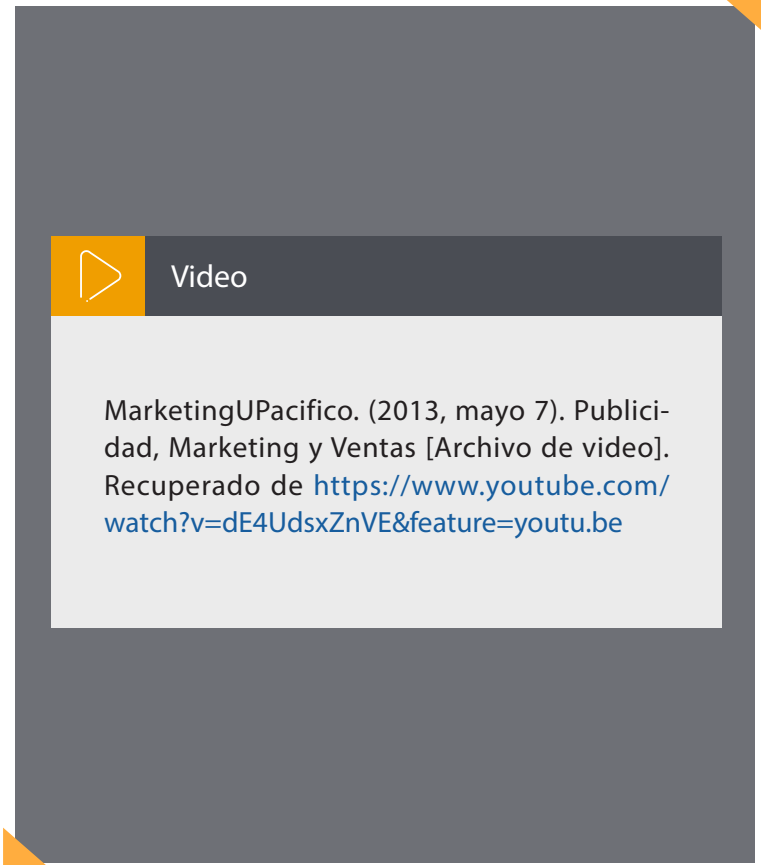 Video
MarketingUPacifico. (2013, mayo 7). Publici-
dad, Marketing y Ventas [Archivo de video].
Recuperado de https://www.youtube.com/
watch?v=dE4UdsxZnVE&feature=youtu.be